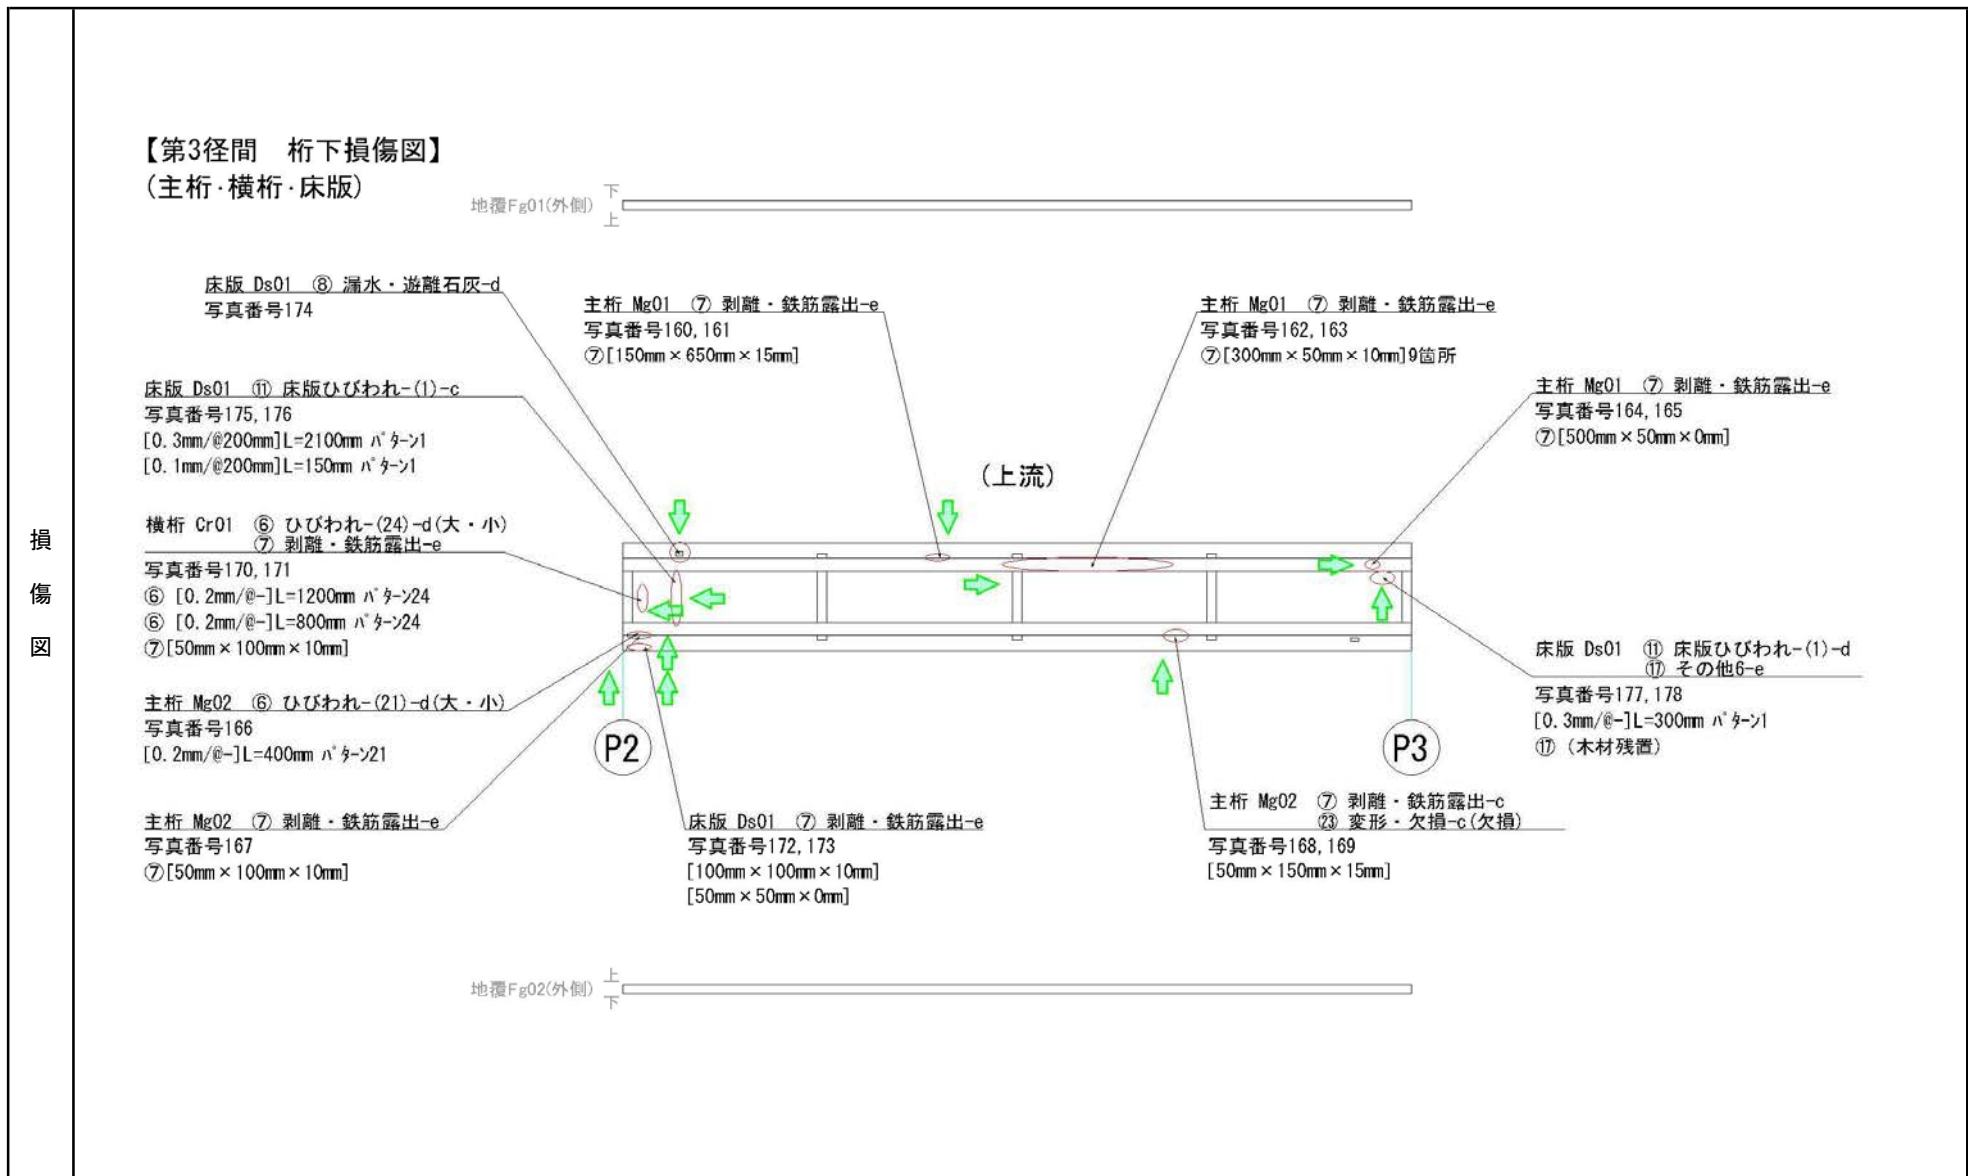 損傷図
【第3径間　桁下損傷図】
(主桁･横桁･床版)
地覆Fg01(外側)
下
上
床版 Ds01　⑧ 漏水・遊離石灰-d
写真番号174
主桁 Mg01　⑦ 剥離・鉄筋露出-e
写真番号160,161
⑦[150mm×650mm×15mm]
主桁 Mg01　⑦ 剥離・鉄筋露出-e
写真番号162,163
⑦[300mm×50mm×10mm]9箇所
主桁 Mg01　⑦ 剥離・鉄筋露出-e
写真番号164,165
⑦[500mm×50mm×0mm]
床版 Ds01　⑪ 床版ひびわれ-(1)-c
写真番号175,176
[0.3mm/@200mm]L=2100mm ﾊﾟﾀｰﾝ1
[0.1mm/@200mm]L=150mm ﾊﾟﾀｰﾝ1
(上流)
横桁 Cr01　⑥ ひびわれ-(24)-d(大・小)
⑦ 剥離・鉄筋露出-e
写真番号170,171
⑥ [0.2mm/@-]L=1200mm ﾊﾟﾀｰﾝ24
⑥ [0.2mm/@-]L=800mm ﾊﾟﾀｰﾝ24
⑦[50mm×100mm×10mm]
主桁 Mg02　⑥ ひびわれ-(21)-d(大・小)
写真番号166
[0.2mm/@-]L=400mm ﾊﾟﾀｰﾝ21
主桁 Mg02　⑦ 剥離・鉄筋露出-e
写真番号167
⑦[50mm×100mm×10mm]
P2
P3
床版 Ds01　⑦ 剥離・鉄筋露出-e
写真番号172,173
[100mm×100mm×10mm]
[50mm×50mm×0mm]
主桁 Mg02　⑦ 剥離・鉄筋露出-c
㉓ 変形・欠損-c(欠損)
写真番号168,169
[50mm×150mm×15mm]
床版 Ds01　⑪ 床版ひびわれ-(1)-d
⑰ その他6-e
写真番号177,178
[0.3mm/@-]L=300mm ﾊﾟﾀｰﾝ1
⑰ (木材残置)
地覆Fg02(外側)
上
下